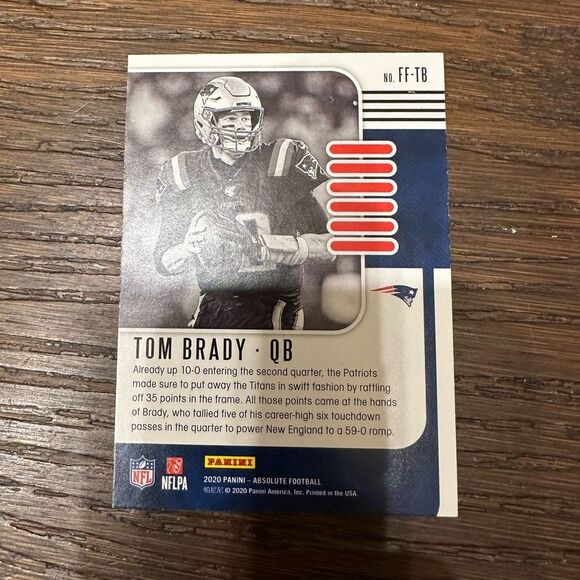 NO. FF-TB
TOM BRADY · QB
Already up 10-0 entering the second quarter, the Patriots
made sure to put away the Titans in swift fashion by rattling
off 35 points in the frame. All those points came at the hands
of Brady, who tallied five of his career-high six touchdown
passes in the quarter to power New England to a 59-0 romp.
NFL
NFLPA
PANINI
2020 PANINI – ABSOLUTE FOOTBALL
帕尼尼 © 2020 Panini America, Inc. Printed in the USA.